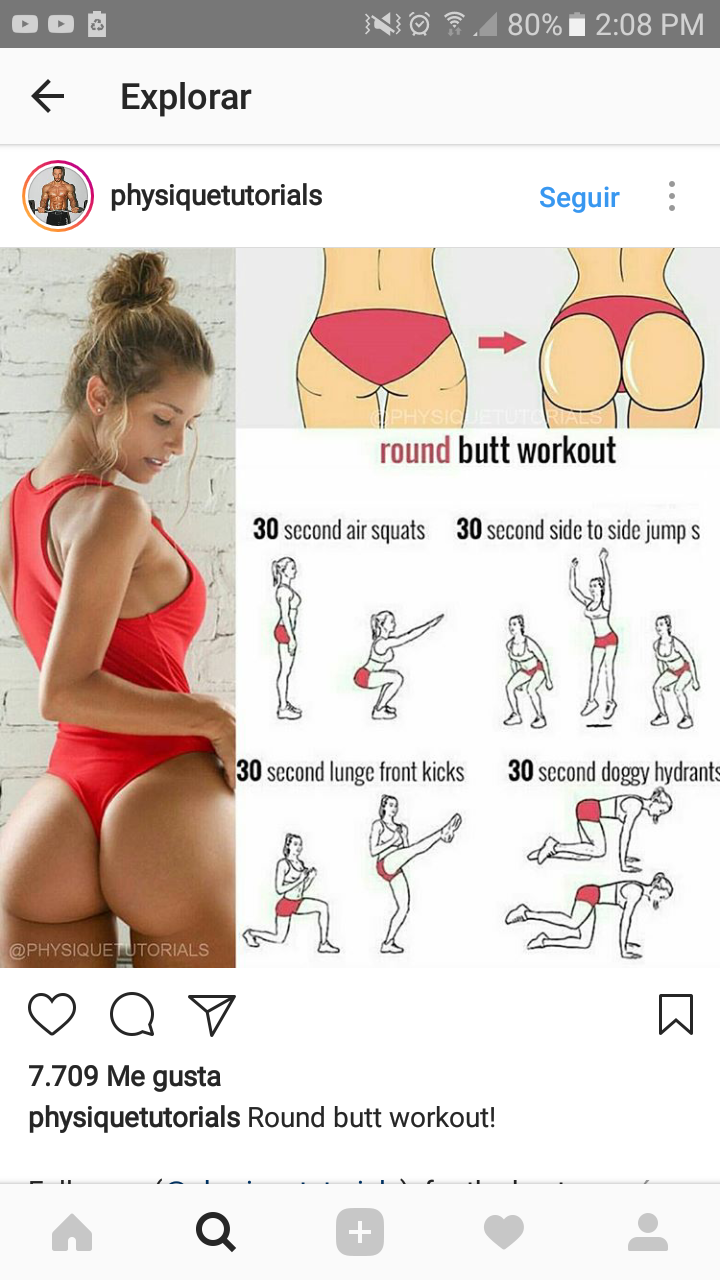 80% 2:08 PM
Explorar
physiquetutorials
Seguir
@PHYSIQUETUTORIALS
round butt workout
30 second air squats
30 second side to side jump s
30 second lunge front kicks
30 second doggy hydrants
@PHYSIQUETUTORIALS
7.709 Me gusta
physiquetutorials Round butt workout!